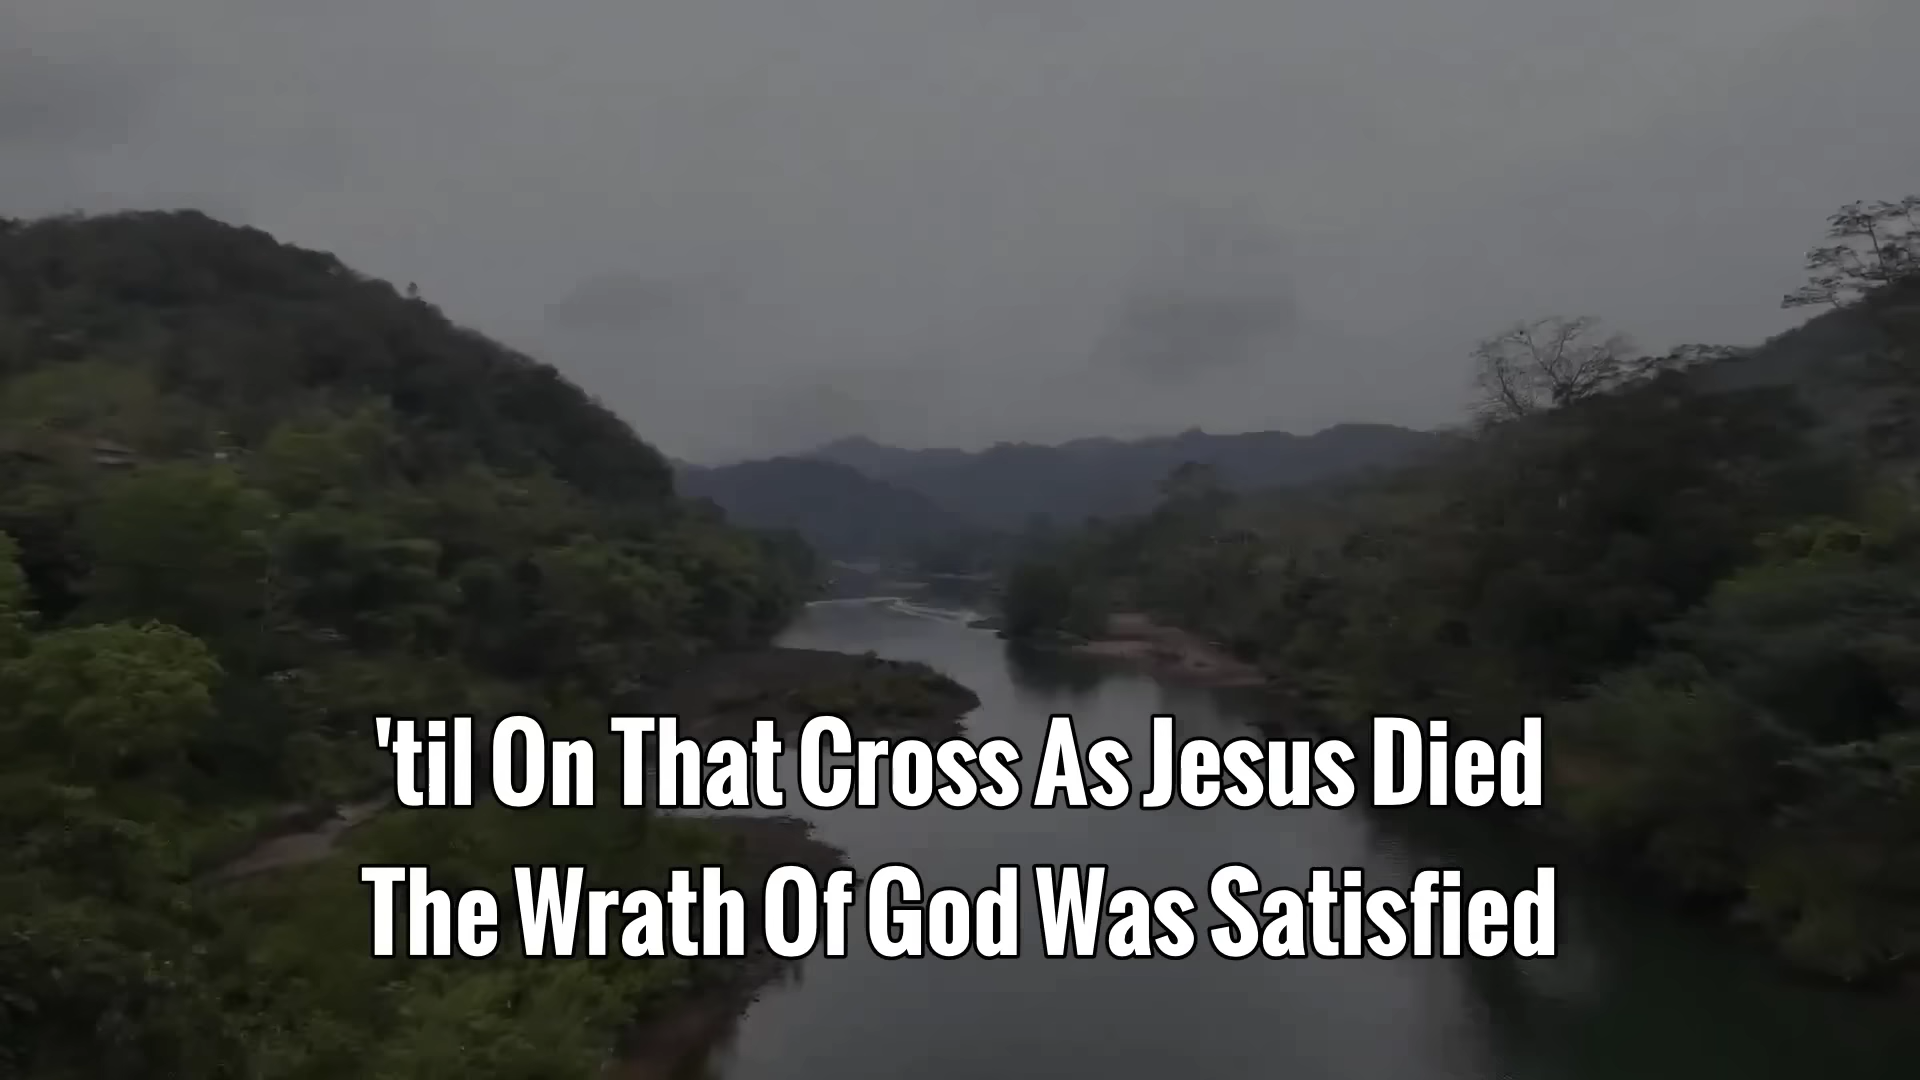 'til On That Cross As Jesus Died
The Wrath Of God Was Satisfied